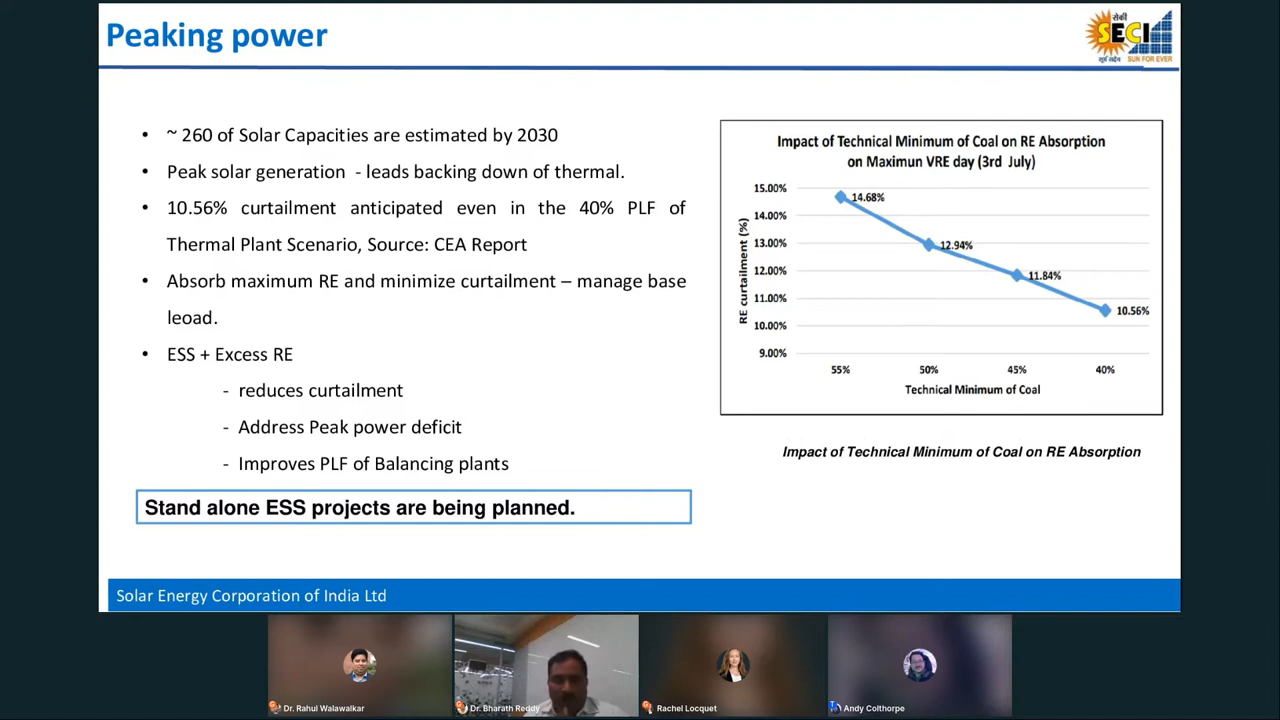 Peaking power
सेकी
SECI
SUN FOR EVER
• ~ 260 of Solar Capacities are estimated by 2030
• Peak solar generation - leads backing down of thermal.
• 10.56% curtailment anticipated even in the 40% PLF of
Thermal Plant Scenario, Source: CEA Report
• Absorb maximum RE and minimize curtailment – manage base
leoad.
• ESS + Excess RE
- reduces curtailment
- Address Peak power deficit
- Improves PLF of Balancing plants
Stand alone ESS projects are being planned.
Impact of Technical Minimum of Coal on RE Absorption
on Maximun VRE day (3rd July)
RE curtailment (%)
15.00%
14.00%
13.00%
12.00%
11.00%
10.00%
9.00%
14.68%
12.94%
11.84%
10.56%
55% 50% 45% 40%
Technical Minimum of Coal
Impact of Technical Minimum of Coal on RE Absorption
Solar Energy Corporation of India Ltd
Dr. Rahul Walawalkar
Dr. Bharath Reddy
Rachel Locquet
Andy Colthorpe